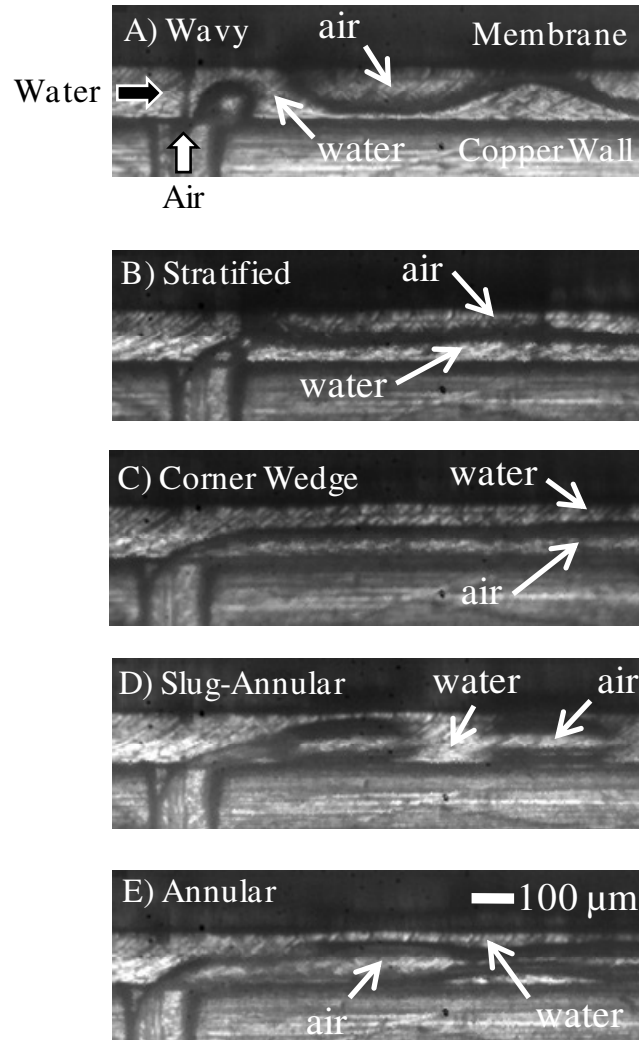 A) Wavy
air
Membrane
Water
water
Copper Wall
Air
B) Stratified
air
water
C) Corner Wedge
water
air
D) Slug-Annular
water
air
E) Annular
100 μm
air
water